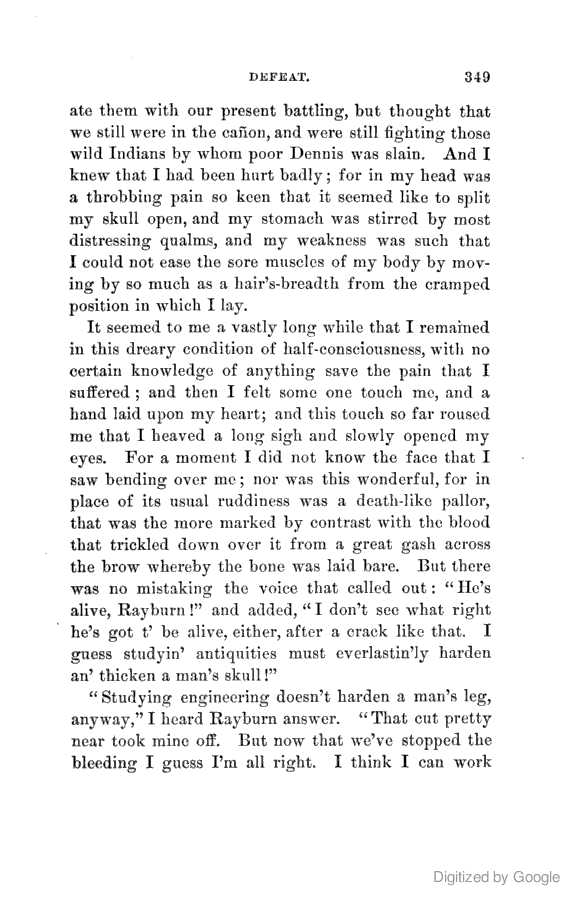 DEFEAT. 349
ate them with our present battling, but thought that
we still were in the cañon, and were still fighting those
wild Indians by whom poor Dennis was slain. And I
knew that I had been hurt badly; for in my head was
a throbbing pain so keen that it seemed like to split
my skull open, and my stomach was stirred by most
distressing qualms, and my weakness was such that
I could not ease the sore muscles of my body by mov-
ing by so much as a hair's-breadth from the cramped
position in which I lay.
It seemed to me a vastly long while that I remained
in this dreary condition of half-consciousness, with no
certain knowledge of anything save the pain that I
suffered; and then I felt some one touch me, and a
hand laid upon my heart; and this touch so far roused
me that I heaved a long sigh and slowly opened my
eyes. For a moment I did not know the face that I
saw bending over me; nor was this wonderful, for in
place of its usual ruddiness was a death-like pallor,
that was the more marked by contrast with the blood
that trickled down over it from a great gash across
the brow whereby the bone was laid bare. But there
was no mistaking the voice that called out: "He's
alive, Rayburn!" and added, "I don't see what right
he's got t' be alive, either, after a crack like that. I
guess studyin' antiquities must everlastin'ly harden
an' thicken a man's skull!"
"Studying engineering doesn't harden a man's leg,
anyway," I heard Rayburn answer. "That cut pretty
near took mine off. But now that we've stopped the
bleeding I guess I'm all right. I think I can work
Digitized by Google